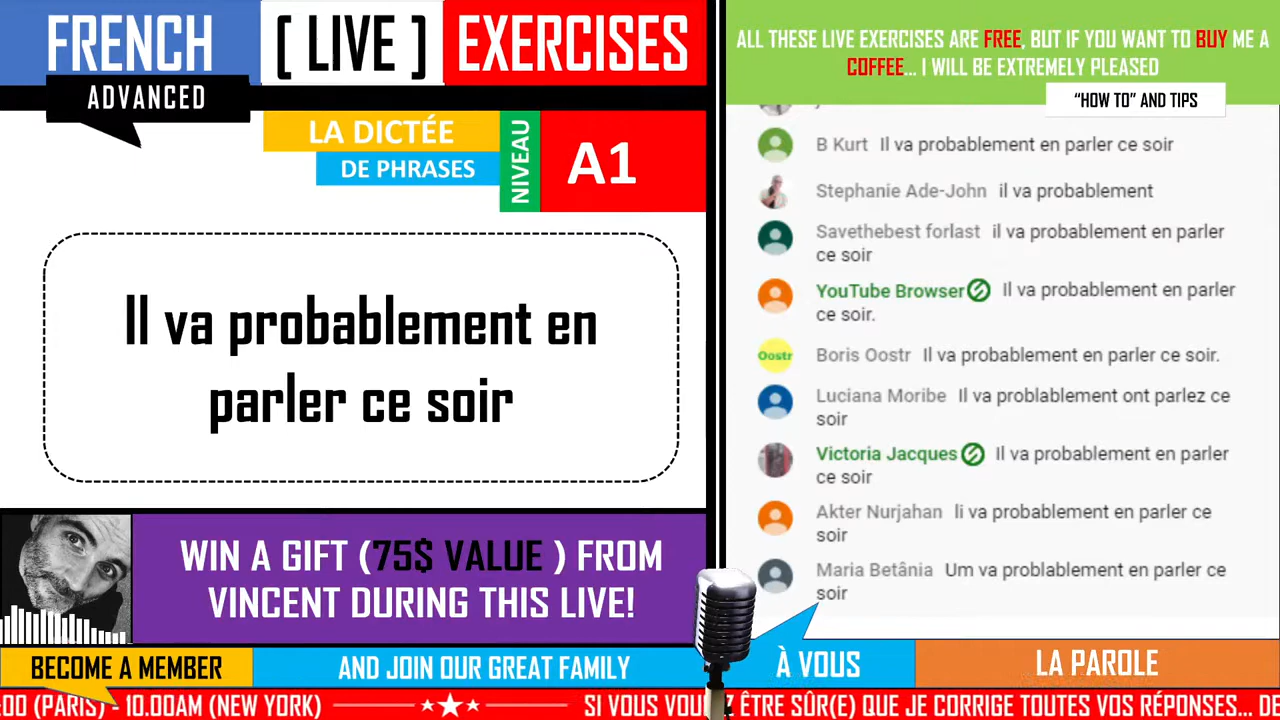 FRENCH [ LIVE ] EXERCISES
ADVANCED
LA DICTÉE
DE PHRASES
NIVEAU
A1
Il va probablement en
parler ce soir
WIN A GIFT (75$ VALUE ) FROM
VINCENT DURING THIS LIVE!
BECOME A MEMBER
AND JOIN OUR GREAT FAMILY
ALL THESE LIVE EXERCISES ARE FREE, BUT IF YOU WANT TO BUY ME A
COFFEE... I WILL BE EXTREMELY PLEASED
“HOW TO” AND TIPS
B Kurt Il va probablement en parler ce soir
Stephanie Ade-John il va probablement
Savethebest forlast il va probablement en parler
ce soir
YouTube Browser Il va probablement en parler
ce soir.
Boris Oostr Il va probablement en parler ce soir.
Oostr
Luciana Moribe Il va problablement ont parlez ce
soir
Victoria Jacques Il va probablement en parler
ce soir
Akter Nurjahan li va probablement en parler ce
soir
Maria Betânia Um va problablement en parler ce
soir
À VOUS
LA PAROLE
:00 (PARIS) - 10.00AM (NEW YORK)
SI VOUS VOU Z ÊTRE SÛR(E) QUE JE CORRIGE TOUTES VOS RÉPONSES... DE